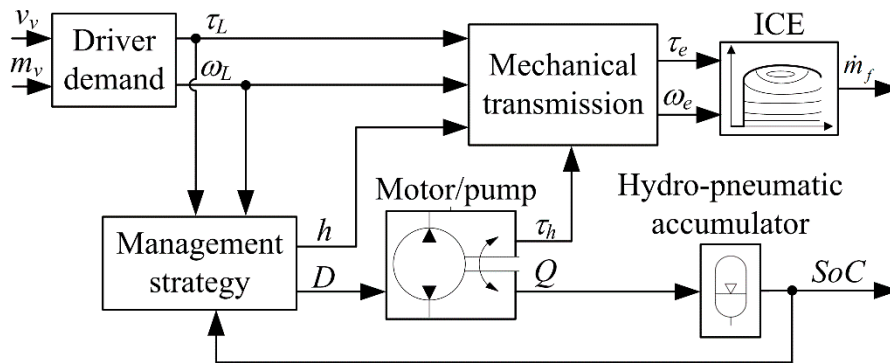 v_v
m_v
Driver
demand
τ_L
ω_L
Mechanical
transmission
τ_e
ω_e
ICE
ṁ_f
Management
strategy
h
D
Motor/pump
τ_h
Q
Hydro-pneumatic
accumulator
SoC